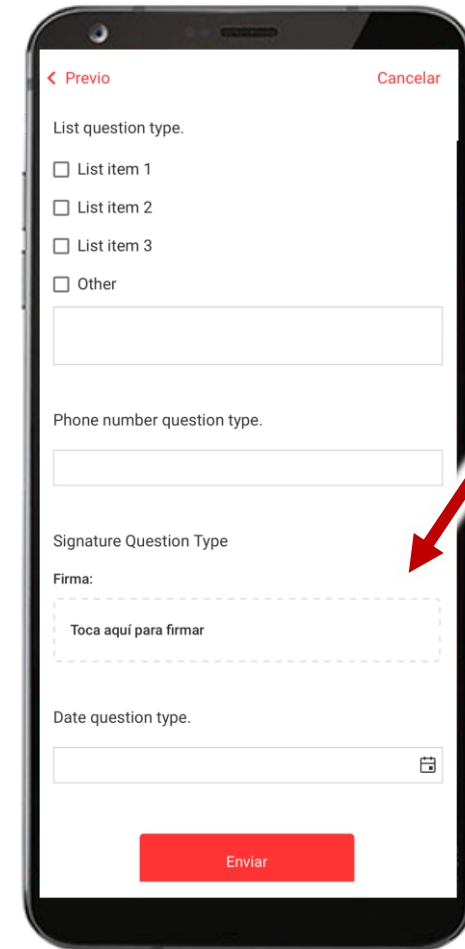 Previo
Cancelar
List question type.
List item 1
List item 2
List item 3
Other
Phone number question type.
Signature Question Type
Firma:
Toca aquí para firmar
Date question type.
Enviar